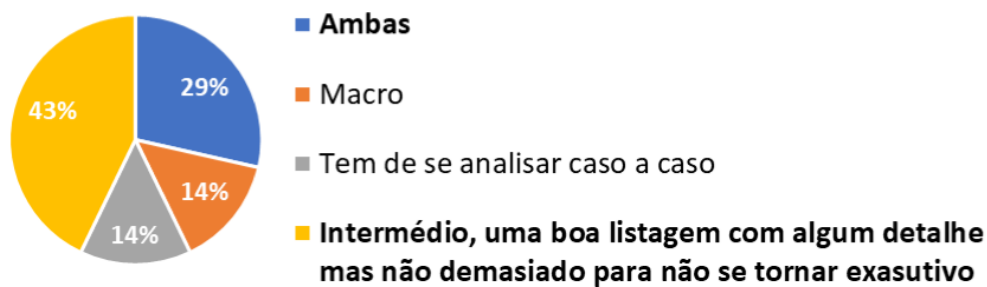 29%
14%
14%
43%
Ambas
Macro
Tem de se analisar caso a caso
Intermédio, uma boa listagem com algum detalhe
mas não demasiado para não se tornar exasutivo